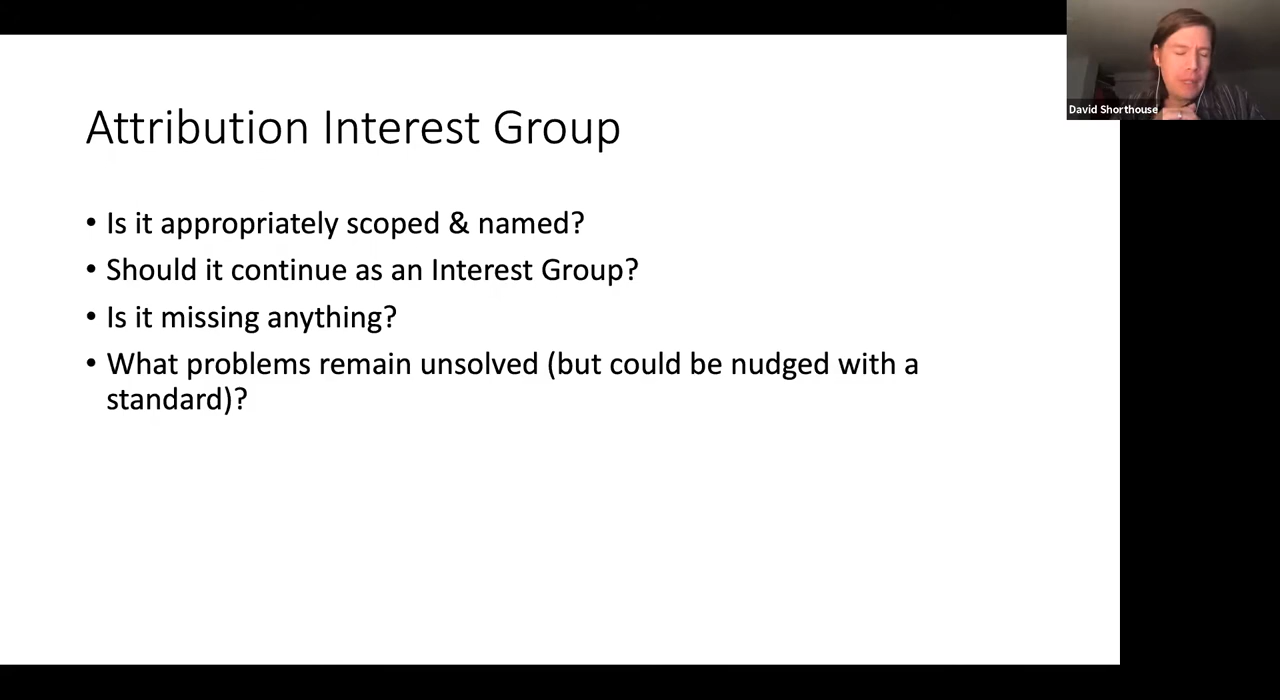 Attribution Interest Group
• Is it appropriately scoped & named?
• Should it continue as an Interest Group?
• Is it missing anything?
• What problems remain unsolved (but could be nudged with a
standard)?
David Shorthouse